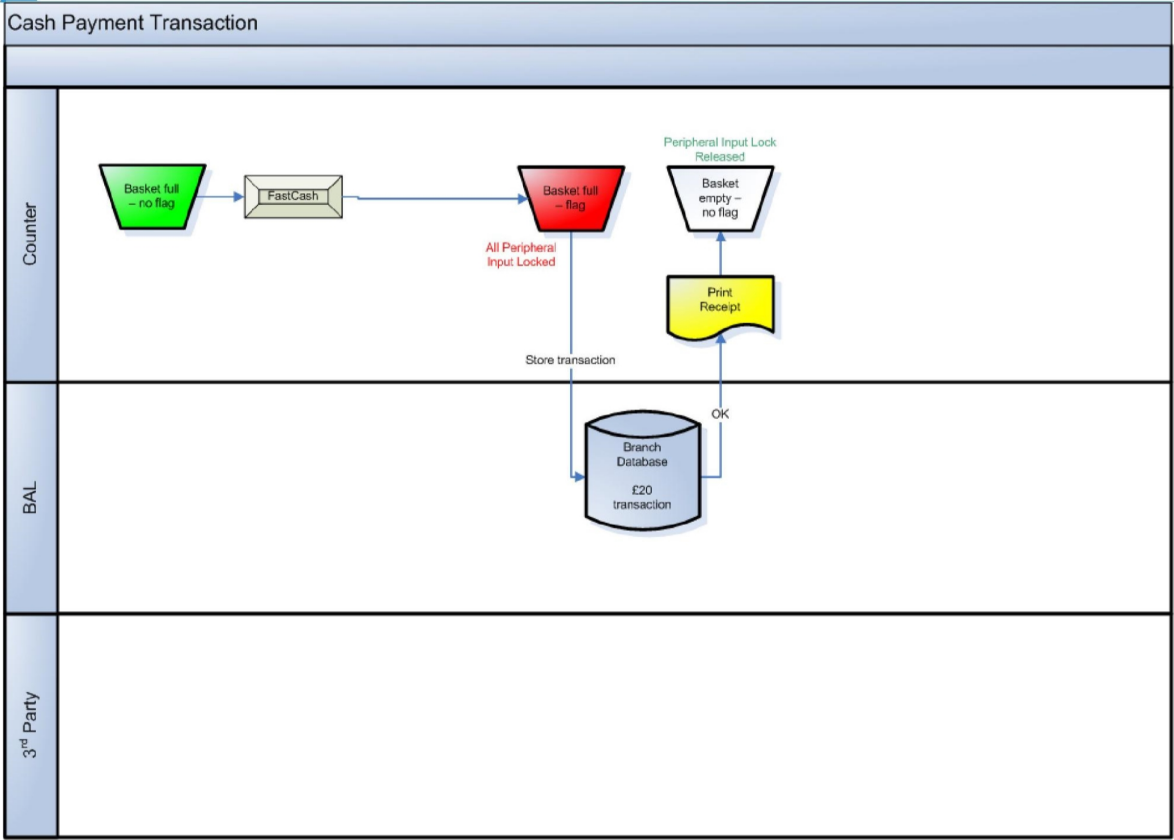 Cash Payment Transaction
Counter
Basket full
– no flag
FastCash
Basket full
– flag
All Peripheral
Input Locked
Peripheral Input Lock
Released
Basket
empty –
no flag
Print
Receipt
Store transaction
BAL
OK
Branch
Database
£20
transaction
3rd Party